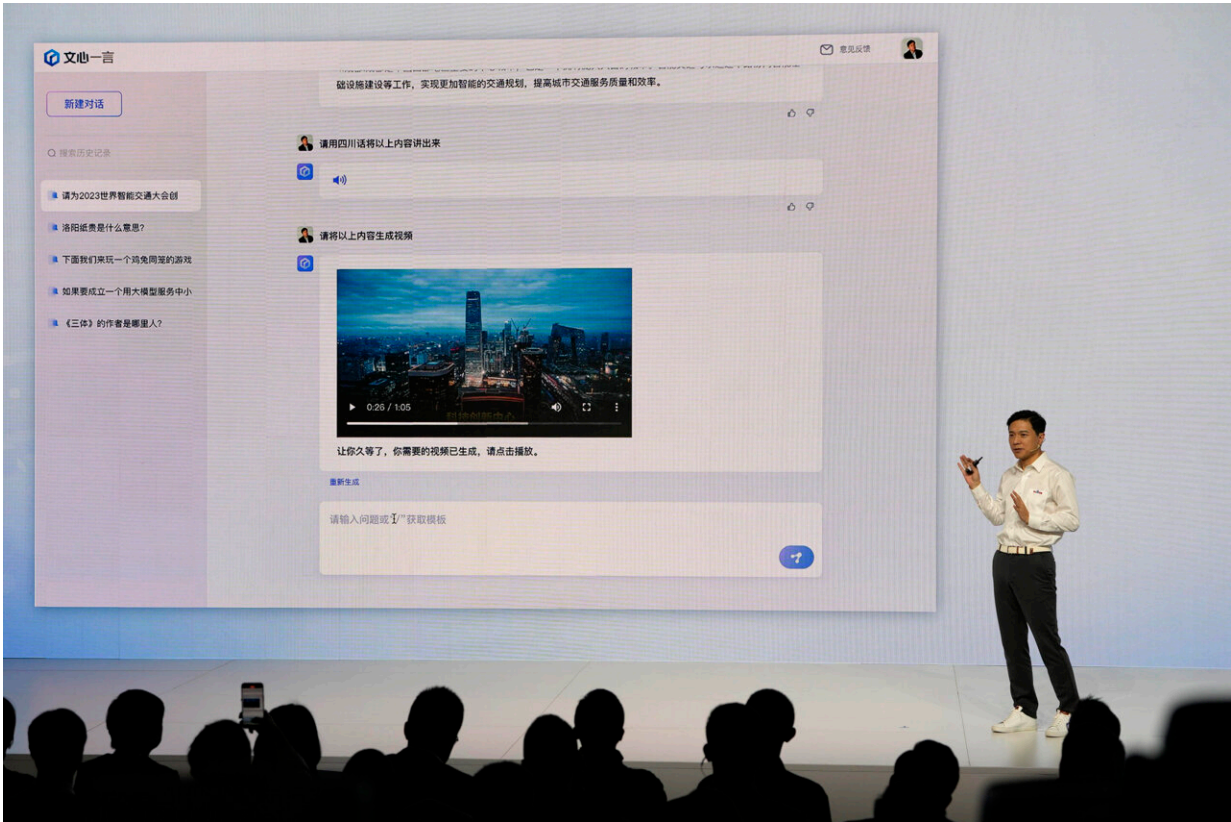 文心一言
意见反馈
新建对话
搜索历史记录
请为2023世界智能交通大会创
洛阳纸贵是什么意思?
下面我们来玩一个鸡兔同笼的游戏
如果要成立一个用大模型服务中小
《三体》的作者是哪里人?
础设施建设等工作,实现更加智能的交通规划,提高城市交通服务质量和效率。
请用四川话将以上内容讲出来
请将以上内容生成视频
0:26 / 1:05
科技创新中心
让你久等了,你需要的视频已生成,请点击播放。
重新生成
请输入问题或"/"获取模板